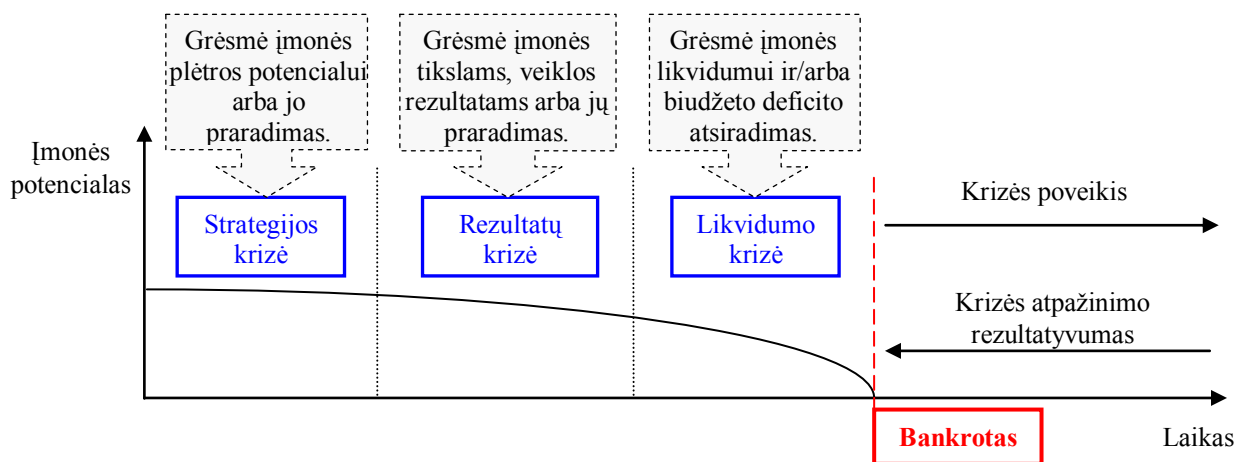 Grėsmė įmonės
plėtros potencialui
arba jo
praradimas.
Grėsmė įmonės
tikslams, veiklos
rezultatams arba jų
praradimas.
Grėsmė įmonės
likvidumui ir/arba
biudžeto deficito
atsiradimas.
Įmonės
potencialas
Strategijos
krizė
Rezultatų
krizė
Likvidumo
krizė
Krizės poveikis
Krizės atpažinimo
rezultatyvumas
Bankrotas
Laikas